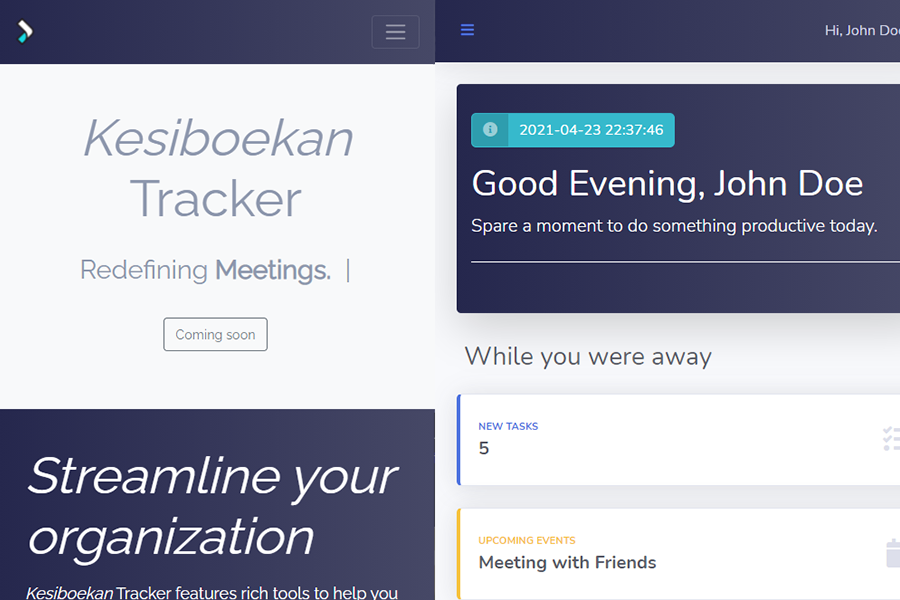 Kesiboekan
Tracker
Redefining Meetings. |
Coming soon
Streamline your
organization
Kesiboekan Tracker features rich tools to help you
Hi, John Doe
2021-04-23 22:37:46
Good Evening, John Doe
Spare a moment to do something productive today.
While you were away
NEW TASKS
5
UPCOMING EVENTS
Meeting with Friends